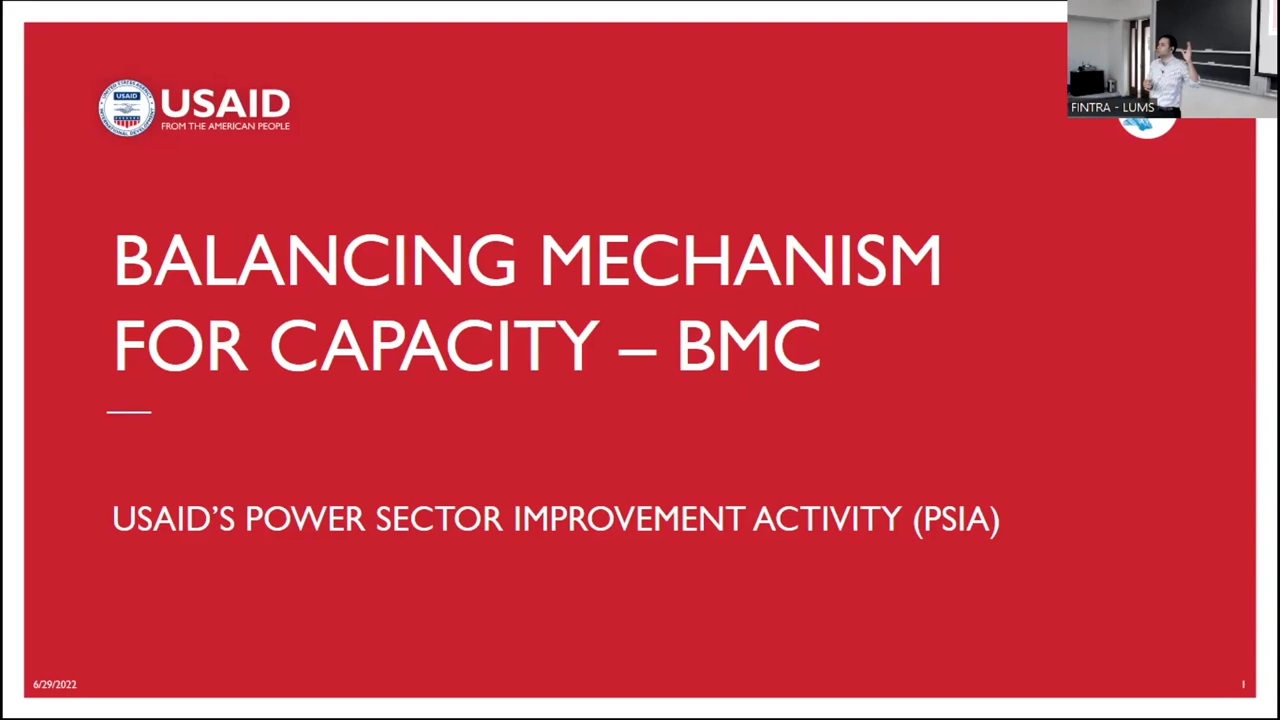 USAID
FROM THE AMERICAN PEOPLE
FINTRA - LUMS
BALANCING MECHANISM
FOR CAPACITY – BMC
USAID'S POWER SECTOR IMPROVEMENT ACTIVITY (PSIA)
6/29/2022
1